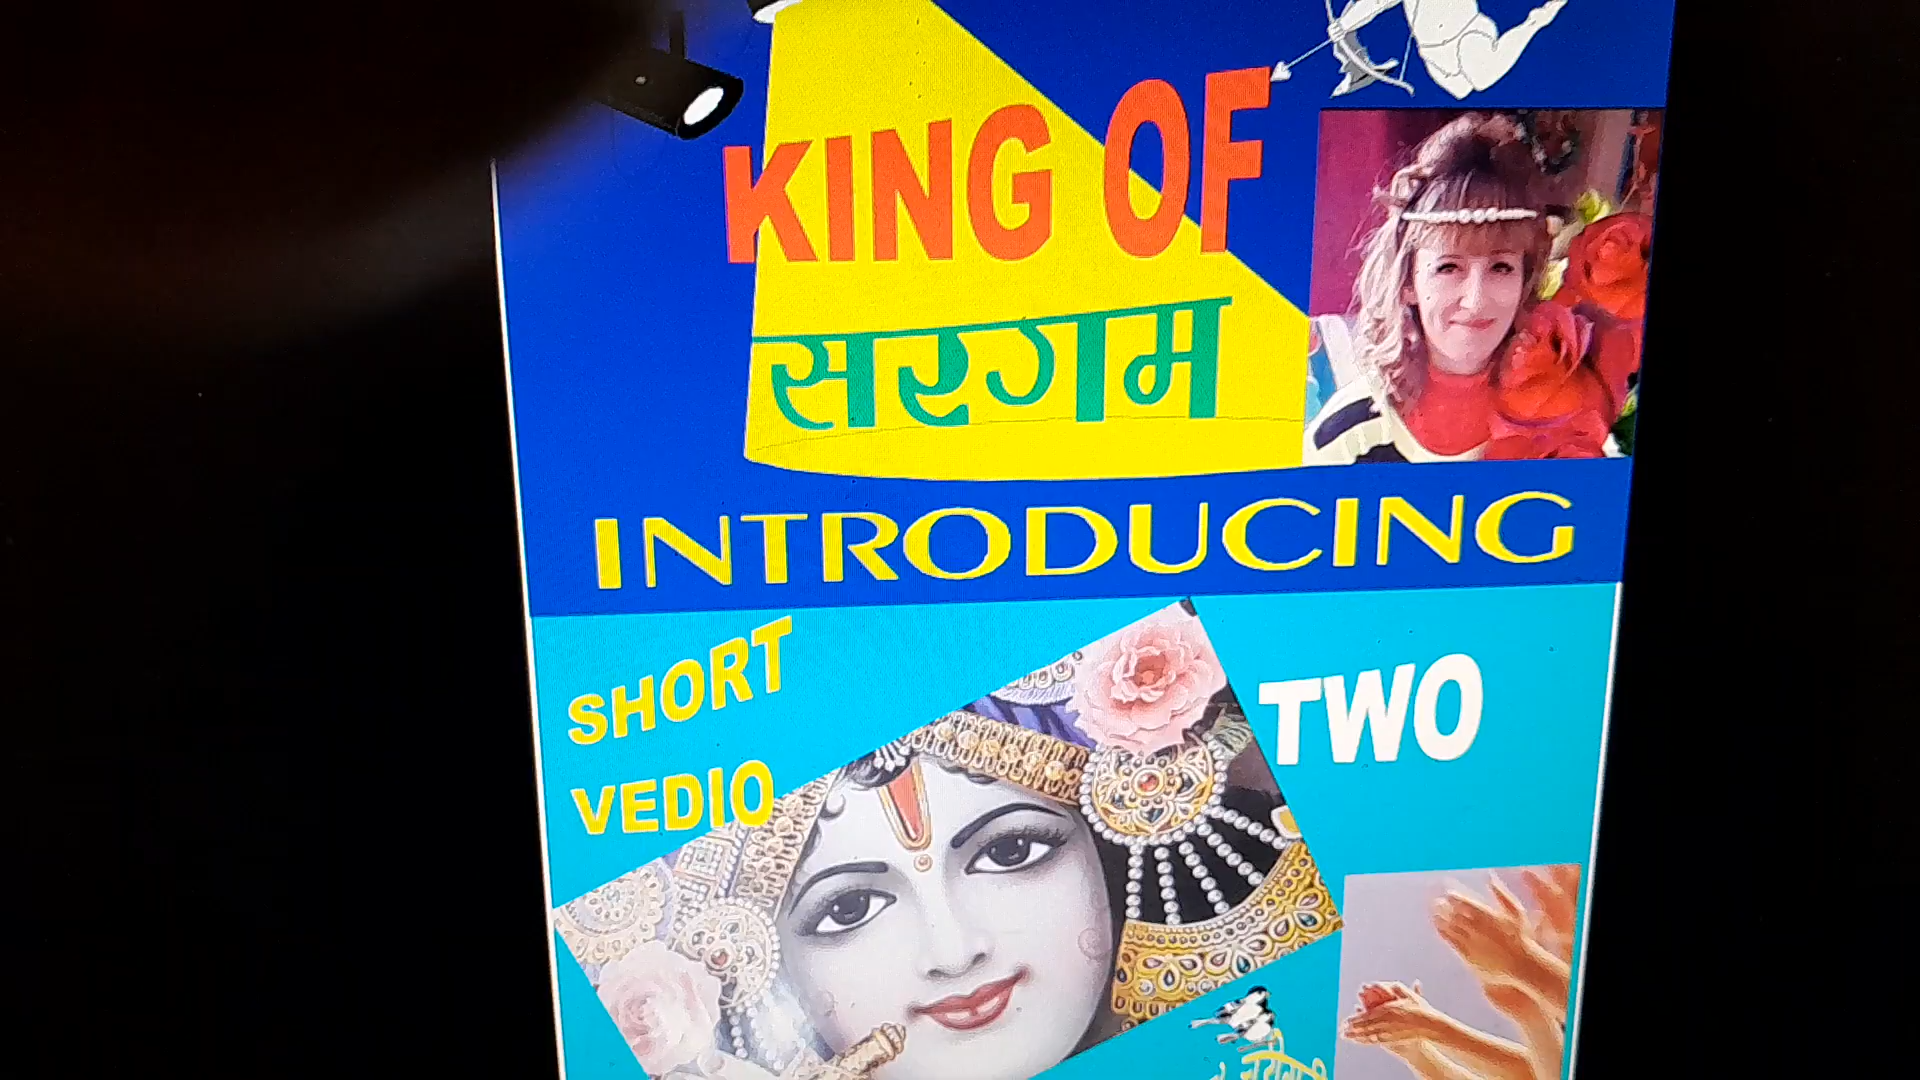 KING OF
सरगम
INTRODUCING
SHORT
VEDIO
TWO